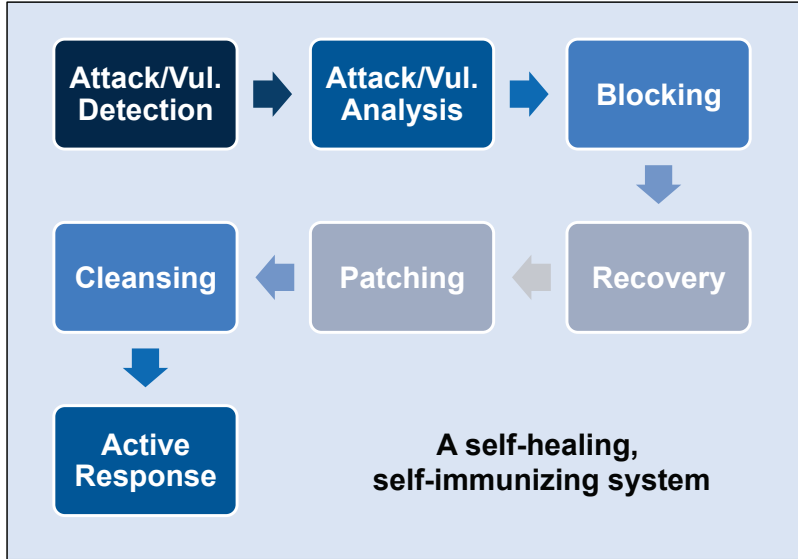 Attack/Vul.
Detection
Attack/Vul.
Analysis
Blocking
Recovery
Patching
Cleansing
Active
Response
A self-healing,
self-immunizing system